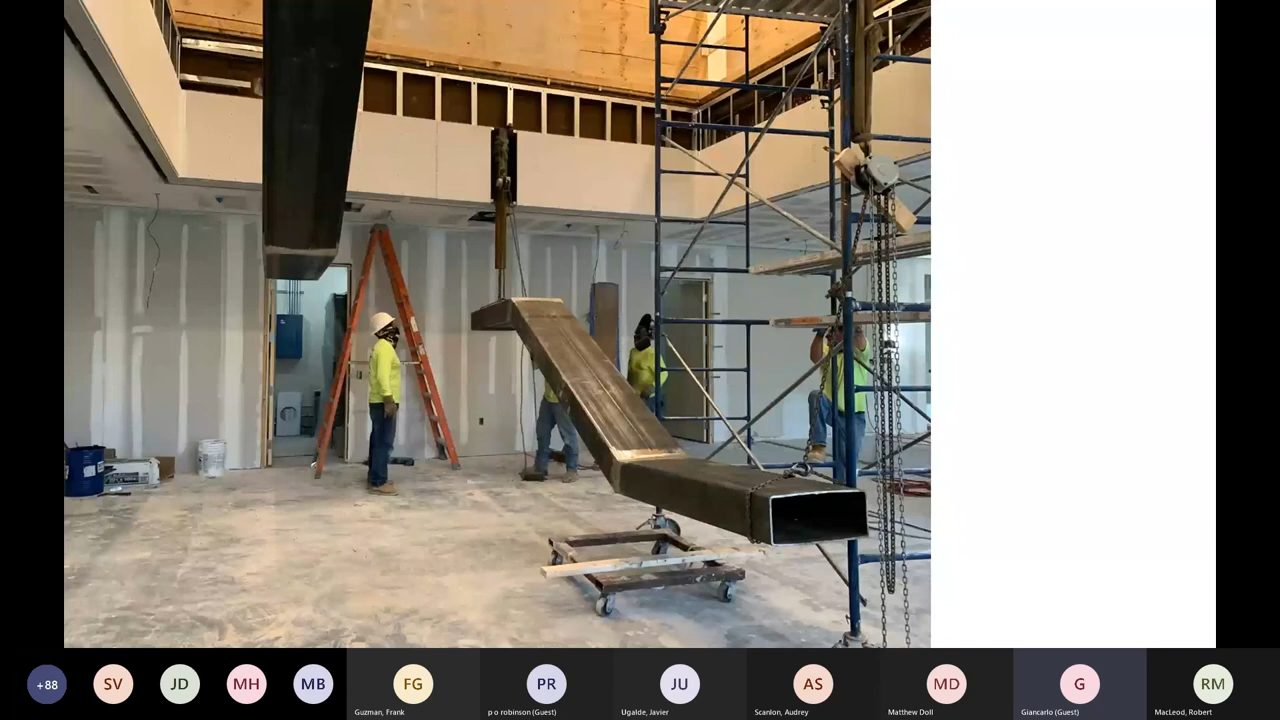 +88
SV
JD
MH
MB
FG
PR
JU
AS
MD
G
RM
Guzman, Frank
p o robinson (Guest)
Ugalde, Javier
Scanlon, Audrey
Matthew Doll
Giancarlo (Guest)
MacLeod, Robert